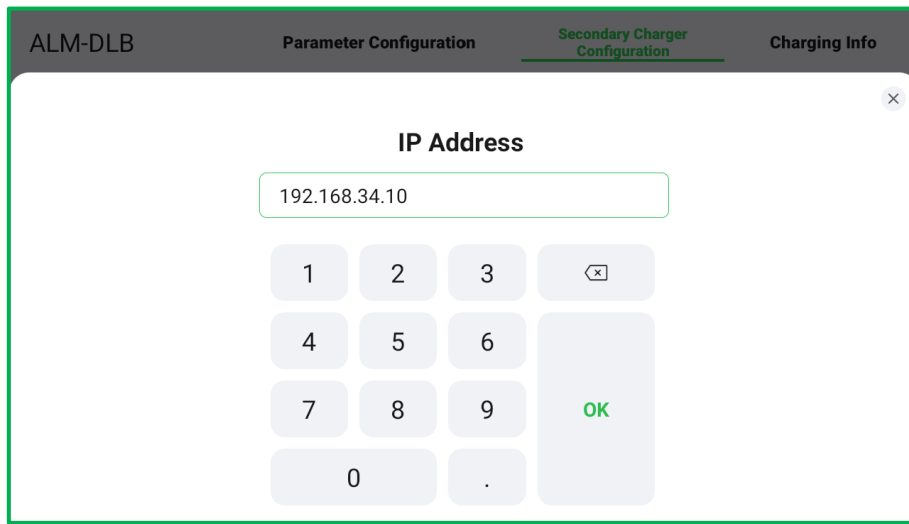 ALM-DLB
Parameter Configuration
Secondary Charger
Configuration
Charging Info
IP Address
192.168.34.10
1 2 3
4 5 6
7 8 9 OK
0 .